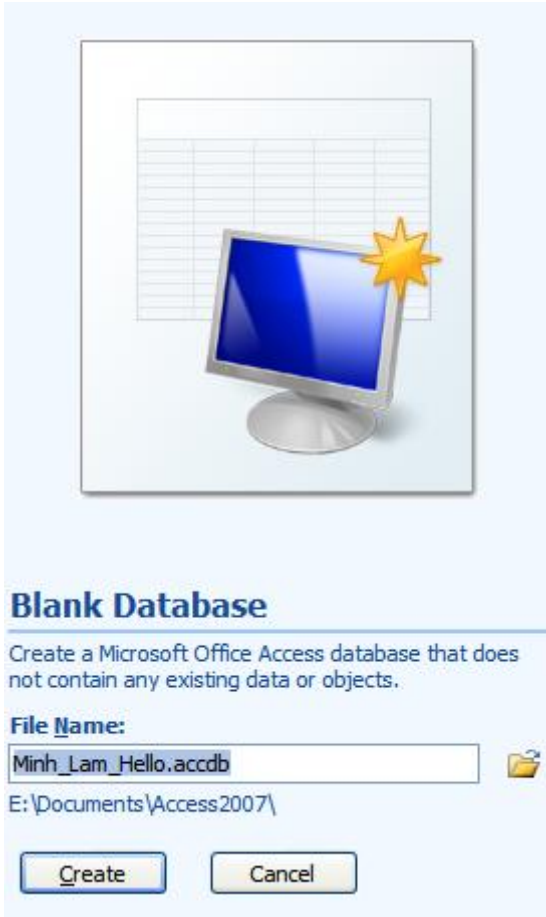 Blank Database
Create a Microsoft Office Access database that does
not contain any existing data or objects.
File Name:
Minh_Lam_Hello.accdb
E:\Documents\Access2007\
Create
Cancel